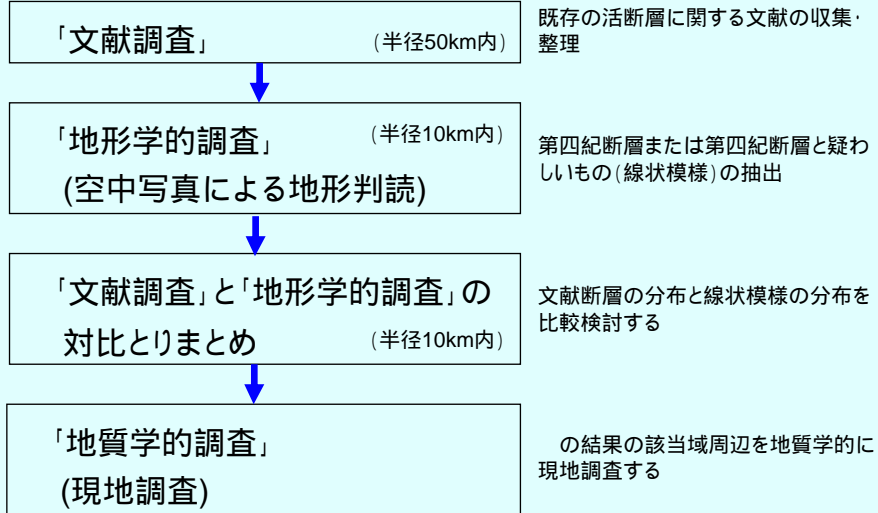 「文献調査」 (半径50km内)
既存の活断層に関する文献の収集・
整理
「地形学的調査」 (半径10km内)
(空中写真による地形判読)
第四紀断層または第四紀断層と疑わ
しいもの(線状模様)の抽出
「文献調査」と「地形学的調査」の
対比とりまとめ (半径10km内)
文献断層の分布と線状模様の分布を
比較検討する
「地質学的調査」
(現地調査)
の結果の該当域周辺を地質学的に
現地調査する